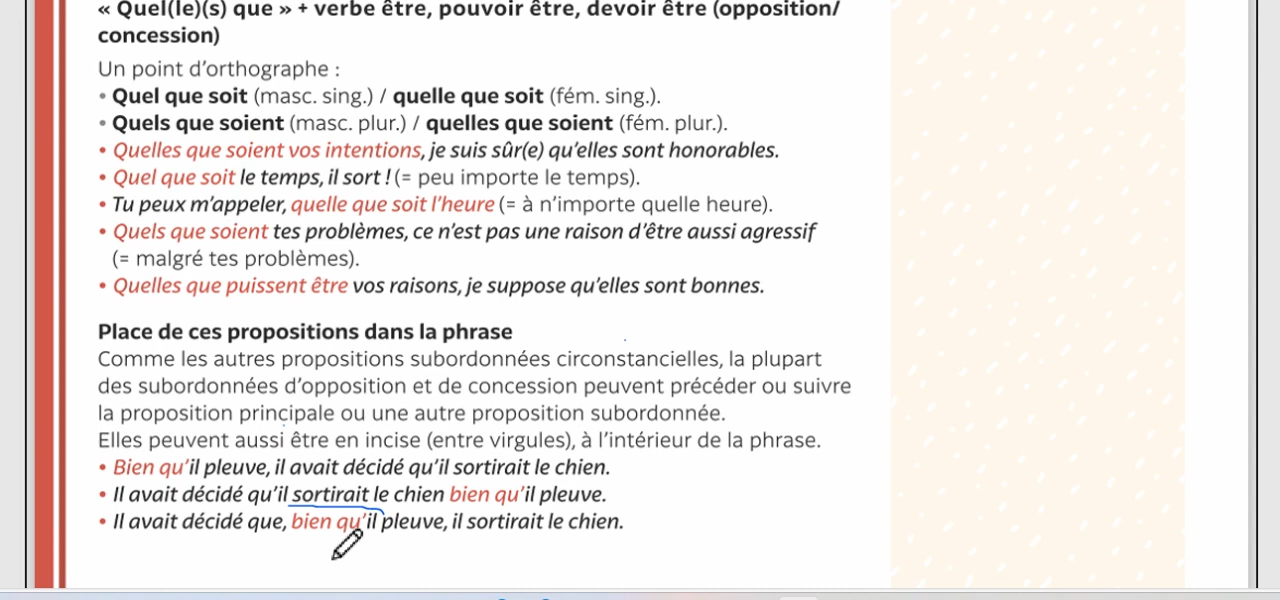 « Quel(le)(s) que » + verbe être, pouvoir être, devoir être (opposition/
concession)
Un point d’orthographe :
• Quel que soit (masc. sing.) / quelle que soit (fém. sing.).
• Quels que soient (masc. plur.) / quelles que soient (fém. plur.).
• Quelles que soient vos intentions, je suis sûr(e) qu’elles sont honorables.
• Quel que soit le temps, il sort ! (= peu importe le temps).
• Tu peux m’appeler, quelle que soit l’heure (= à n’importe quelle heure).
• Quels que soient tes problèmes, ce n’est pas une raison d’être aussi agressif
(= malgré tes problèmes).
• Quelles que puissent être vos raisons, je suppose qu’elles sont bonnes.
Place de ces propositions dans la phrase
Comme les autres propositions subordonnées circonstancielles, la plupart
des subordonnées d’opposition et de concession peuvent précéder ou suivre
la proposition principale ou une autre proposition subordonnée.
Elles peuvent aussi être en incise (entre virgules), à l’intérieur de la phrase.
• Bien qu’il pleuve, il avait décidé qu’il sortirait le chien.
• Il avait décidé qu’il sortirait le chien bien qu’il pleuve.
• Il avait décidé que, bien qu’il pleuve, il sortirait le chien.